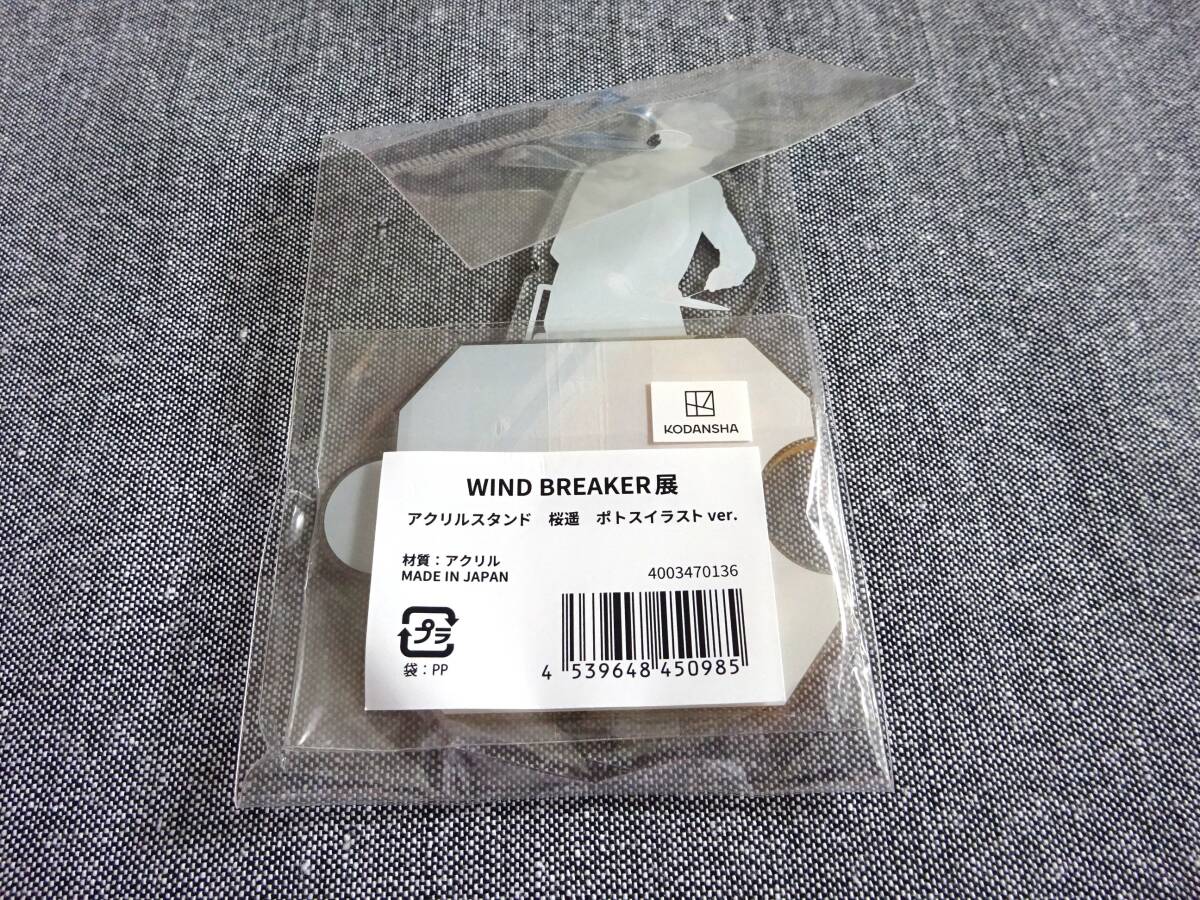 KODANSHA
WIND BREAKER展
アクリルスタンド　桜遥　ポトスイラスト ver.
材質：アクリル
MADE IN JAPAN
4003470136
プラ
袋：PP
4 539648 450985